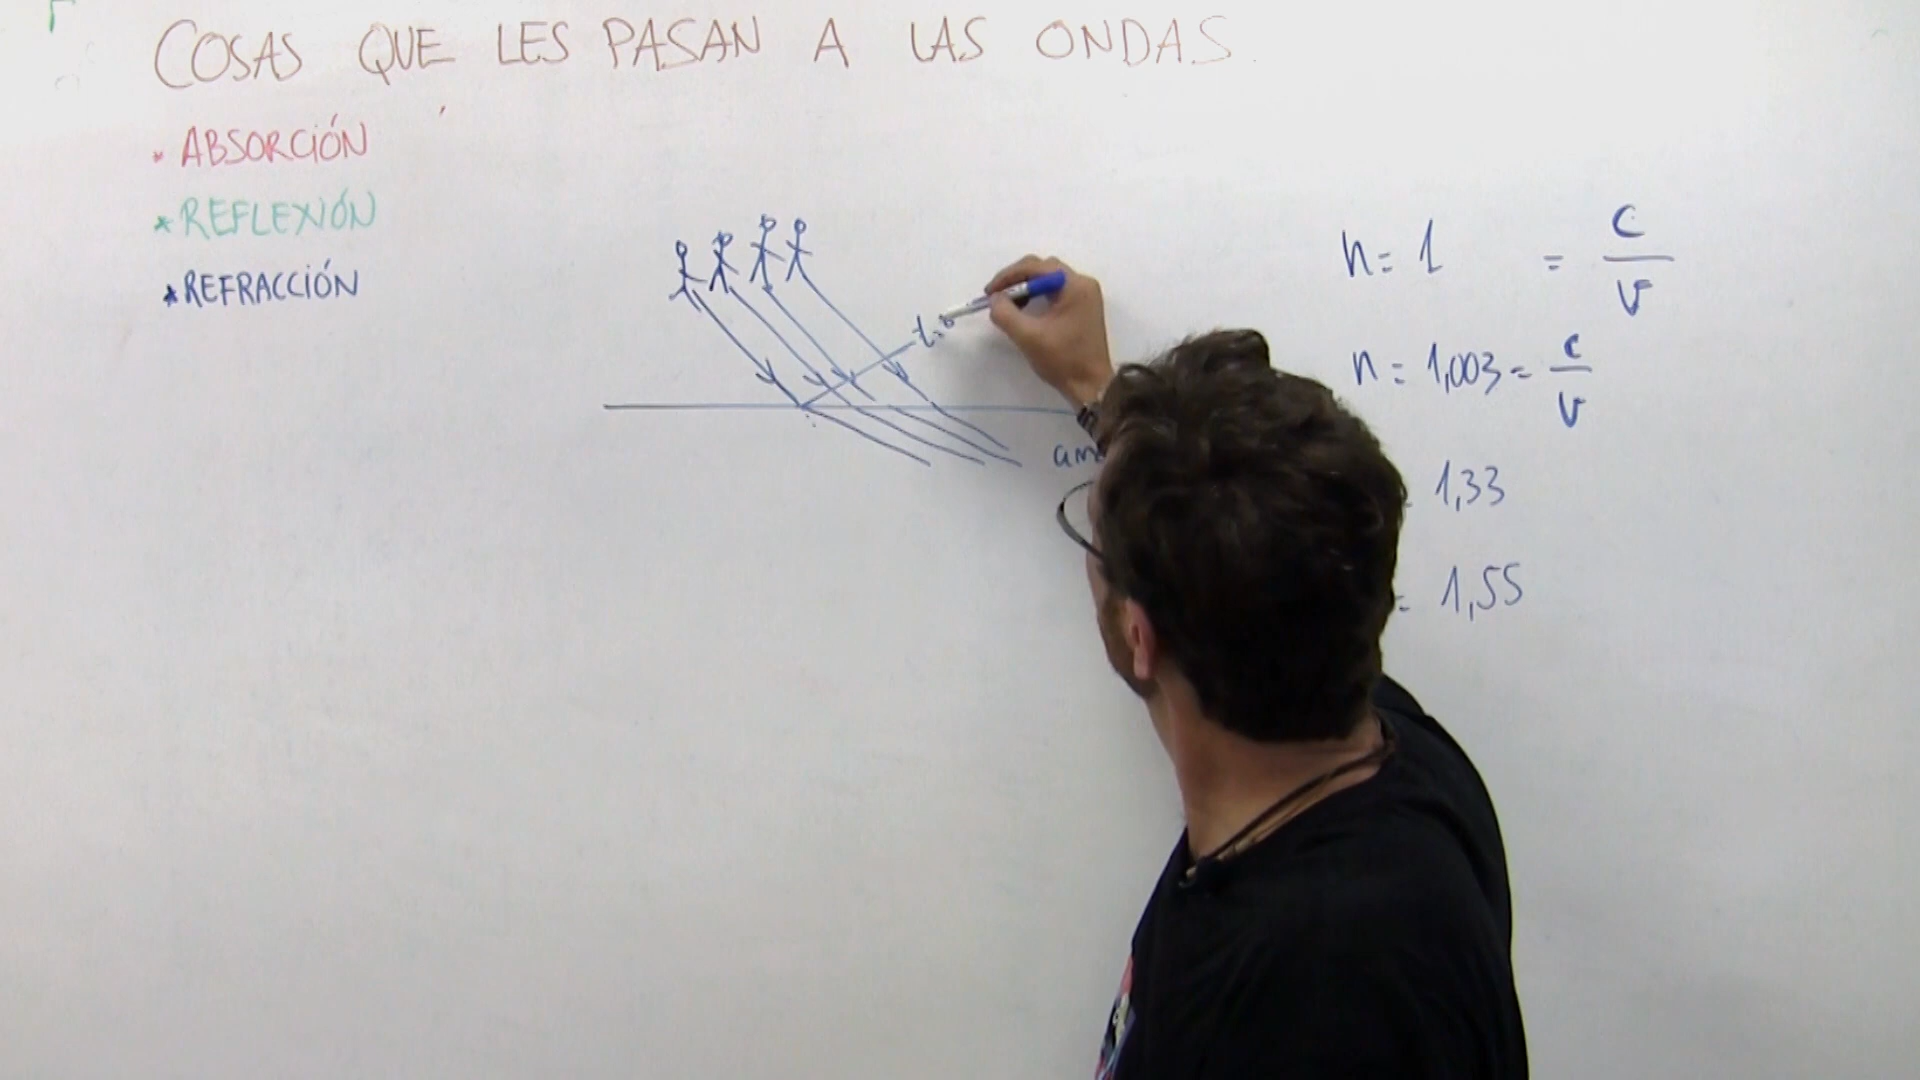 COSAS QUE LES PASAN A LAS ONDAS.
* ABSORCIÓN
* REFLEXIÓN
* REFRACCIÓN
n = 1 = c/v
n = 1,003 = c/v
= 1,33
= 1,55